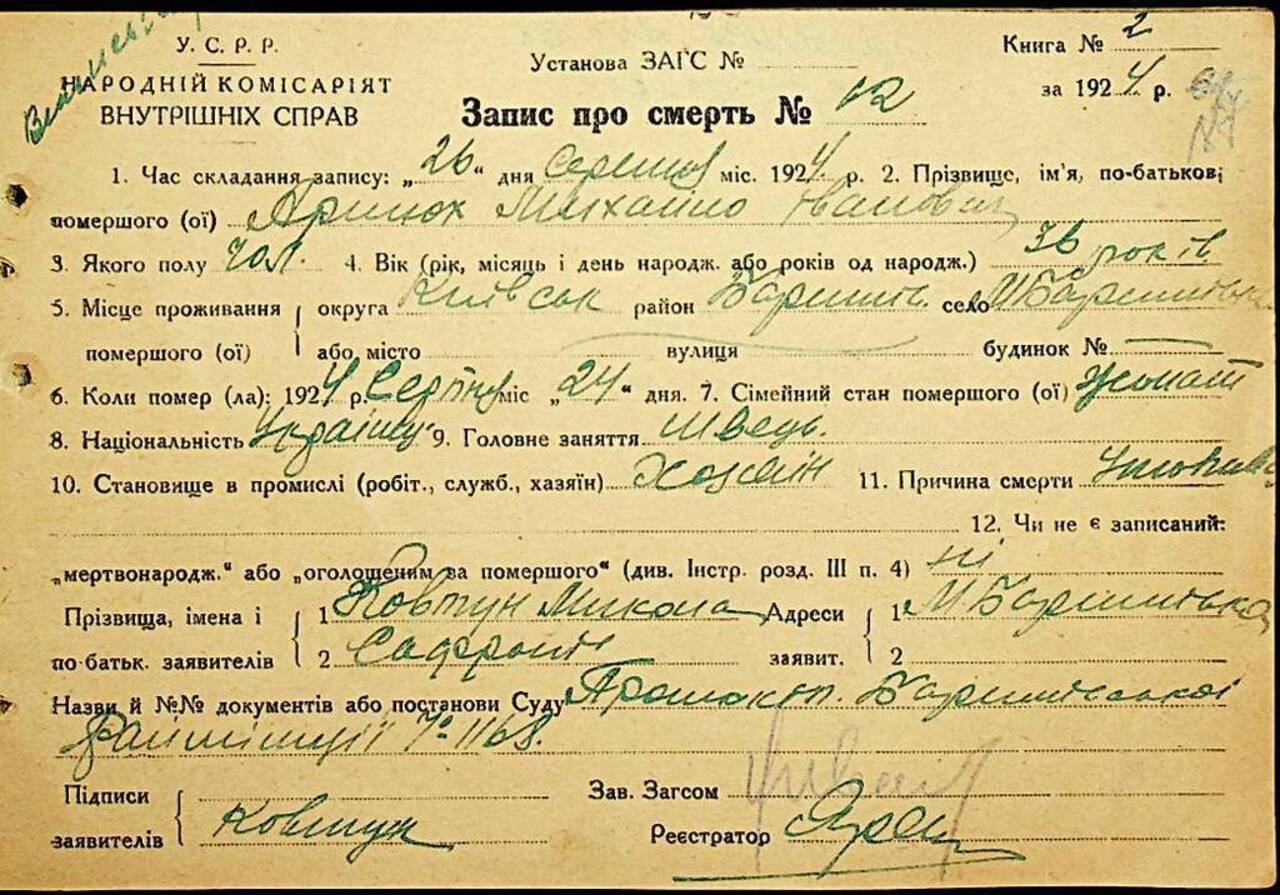 У. С. Р. Р.
НАРОДНІЙ КОМІСАРІЯТ
ВНУТРІШНІХ СПРАВ
Установа ЗАГС №
Книга № 2
за 1924 р.
Запис про смерть № 12
1. Час складання запису: „26“ дня Серпня міс. 1924 р. 2. Прізвище, ім'я, по-батькові
помершого (ої) Михайло Іванович
3. Якого полу чол. 4. Вік (рік, місяць і день народж. або років од народж.) 36 років
5. Місце проживання округа Київськ район Баришів. село М Баришівка
помершого (ої) або місто вулиця будинок №
6. Коли помер (ла): 1924 р. Серпня міс „24“ дня. 7. Сімейний стан помершого (ої) Жонат
8. Національність 9. Головне заняття Швець.
10. Становище в промислі (робіт., служб., хазяїн) Хозяїн 11. Причина смерти
12. Чи не є записаний:
„мертвонародж.“ або „оголошеним за помершого“ (див. Інстр. розд. III п. 4) ні
Прізвища, імена і 1 Ковтун Микола Адреси 1 М Баришівка
по-батьк. заявителів 2 заявит. 2
Назви й №№ документів або постанови Суду Баришівської
Райміліції № 1168.
Підписи Зав. Загсом
заявителів Ковтун Реєстратор